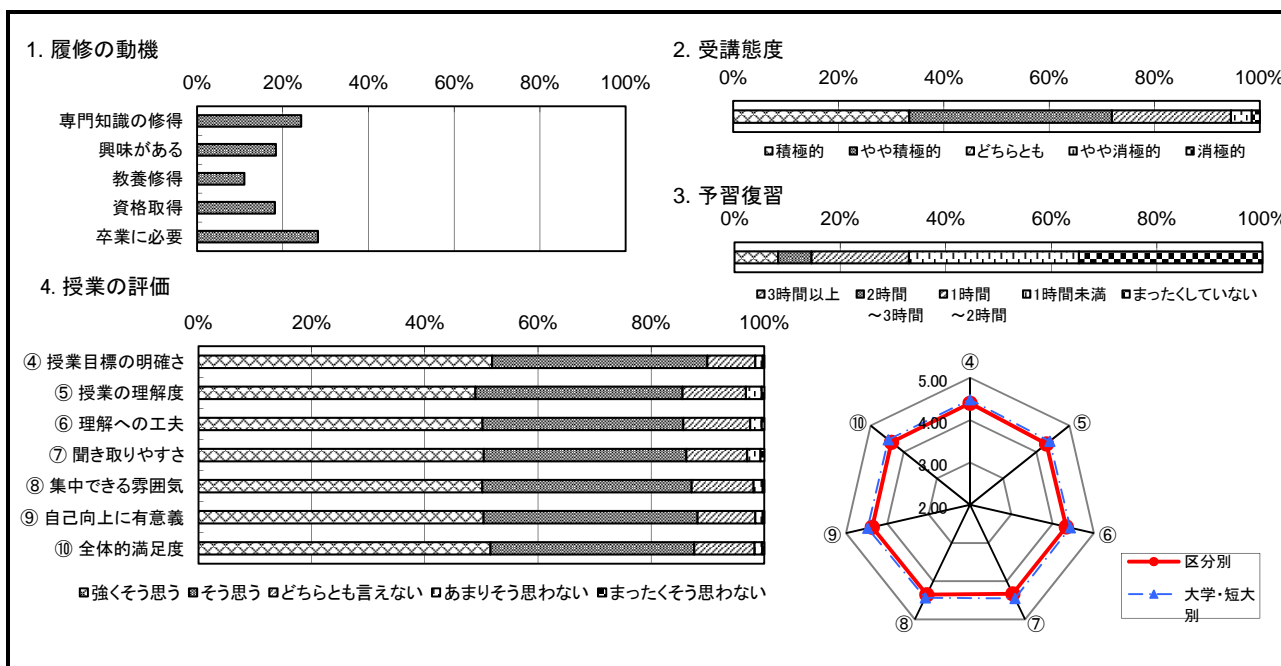 1. 履修の動機
0% 20% 40% 60% 80% 100%
専門知識の修得
興味がある
教養修得
資格取得
卒業に必要
2. 受講態度
0% 20% 40% 60% 80% 100%
積極的 やや積極的 どちらとも やや消極的 消極的
3. 予習復習
0% 20% 40% 60% 80% 100%
3時間以上 2時間 1時間 1時間未満 まったくしていない
～3時間 ～2時間
4. 授業の評価
0% 20% 40% 60% 80% 100%
④ 授業目標の明確さ
⑤ 授業の理解度
⑥ 理解への工夫
⑦ 聞き取りやすさ
⑧ 集中できる雰囲気
⑨ 自己向上に有意義
⑩ 全体的満足度
強くそう思う そう思う どちらとも言えない あまりそう思わない まったくそう思わない
④
5.00
⑩ ⑤
4.00
3.00
2.00
⑨ ⑥
⑧ ⑦
区分別
大学・短大
別